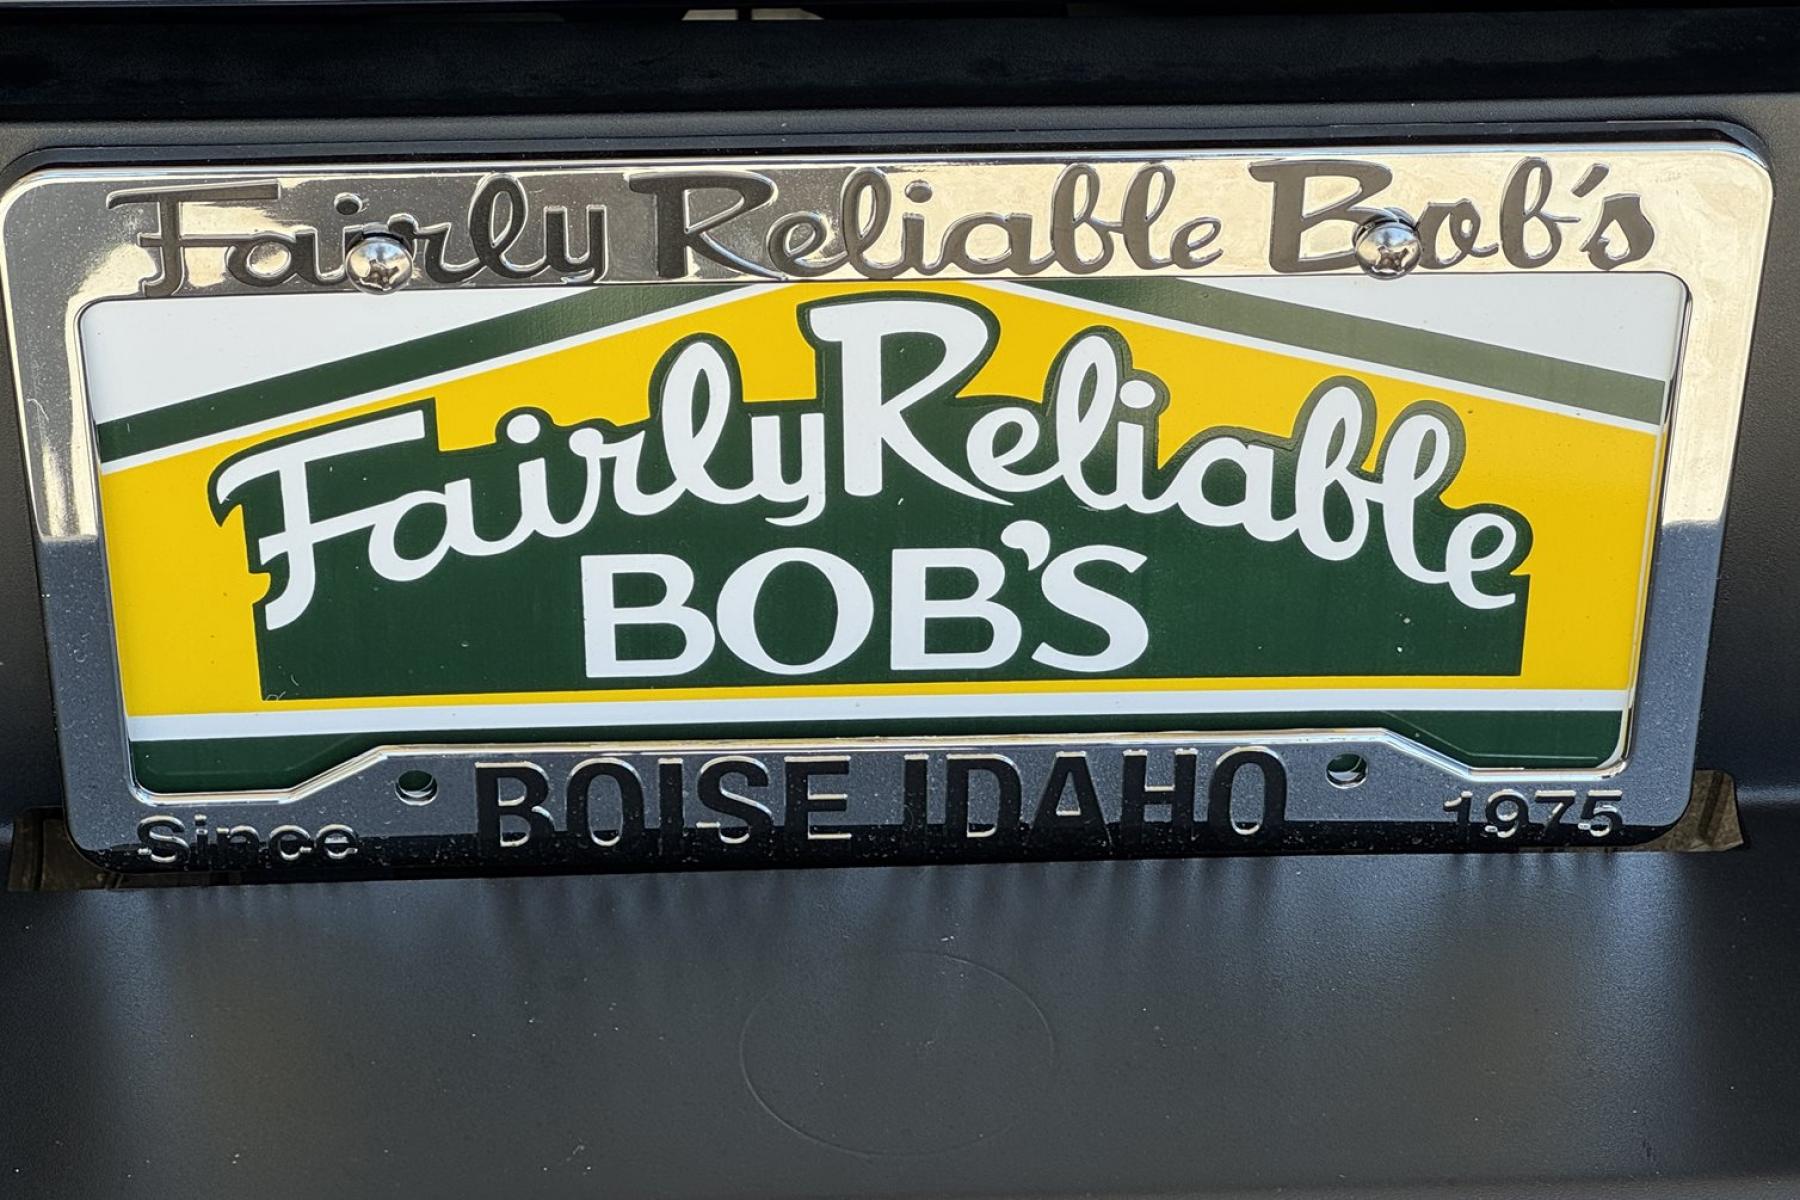 Fairly Reliable Bob's
Fairly Reliable
BOB'S
BOISE IDAHO
Since 1975